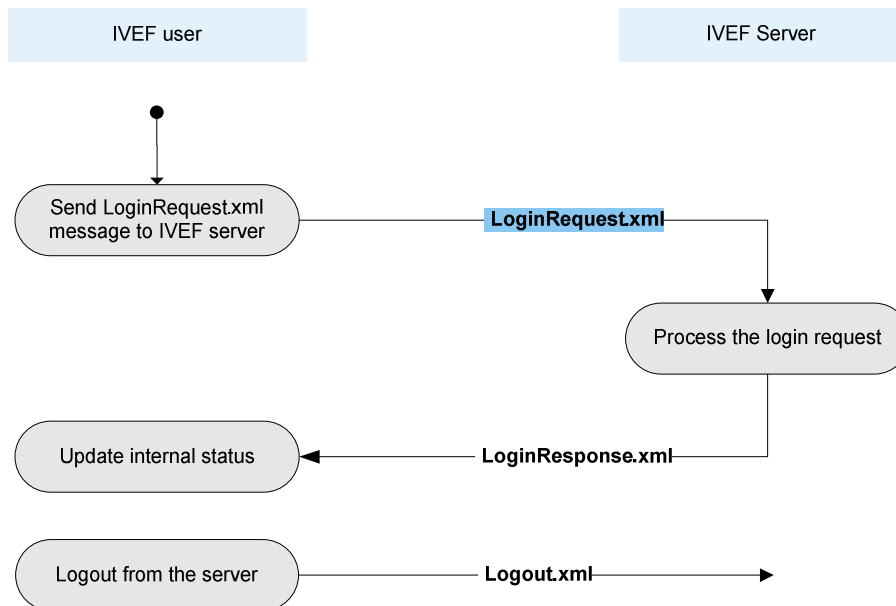 IVEF user
IVEF Server
Send LoginRequest.xml
message to IVEF server
LoginRequest.xml
Process the login request
Update internal status
LoginResponse.xml
Logout from the server
Logout.xml